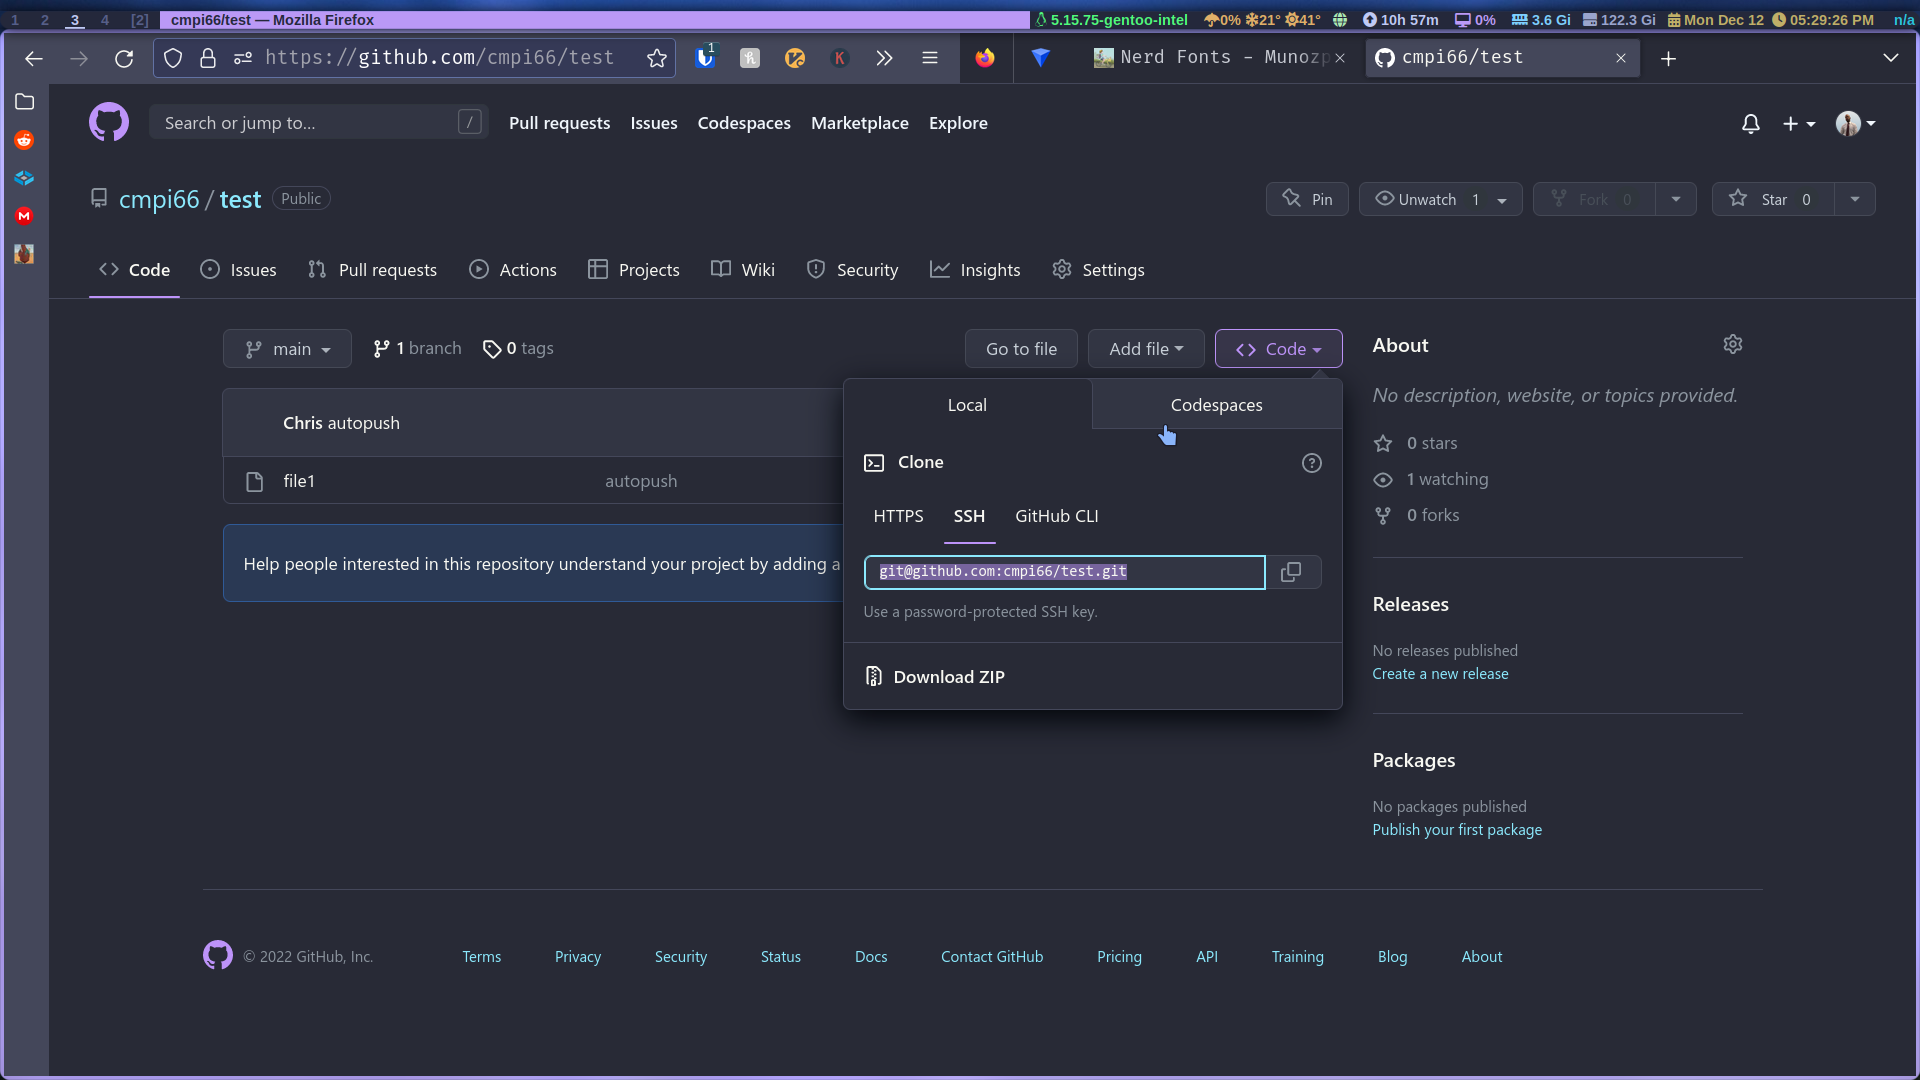 1 2 3 4 [2] cmpi66/test — Mozilla Firefox 5.15.75-gentoo-intel 0% 21° 41° 10h 57m 0% 3.6 Gi 122.3 Gi Mon Dec 12 05:29:26 PM n/a
https://github.com/cmpi66/test 1 K Nerd Fonts - Munozp cmpi66/test
Search or jump to... / Pull requests Issues Codespaces Marketplace Explore
cmpi66 / test Public Pin Unwatch 1 Fork 0 Star 0
Code Issues Pull requests Actions Projects Wiki Security Insights Settings
main 1 branch 0 tags Go to file Add file Code
About
No description, website, or topics provided.
0 stars
1 watching
0 forks
Chris autopush
file1 autopush
Help people interested in this repository understand your project by adding a
Local Codespaces
Clone
HTTPS SSH GitHub CLI
git@github.com:cmpi66/test.git
Use a password-protected SSH key.
Download ZIP
Releases
No releases published
Create a new release
Packages
No packages published
Publish your first package
© 2022 GitHub, Inc. Terms Privacy Security Status Docs Contact GitHub Pricing API Training Blog About